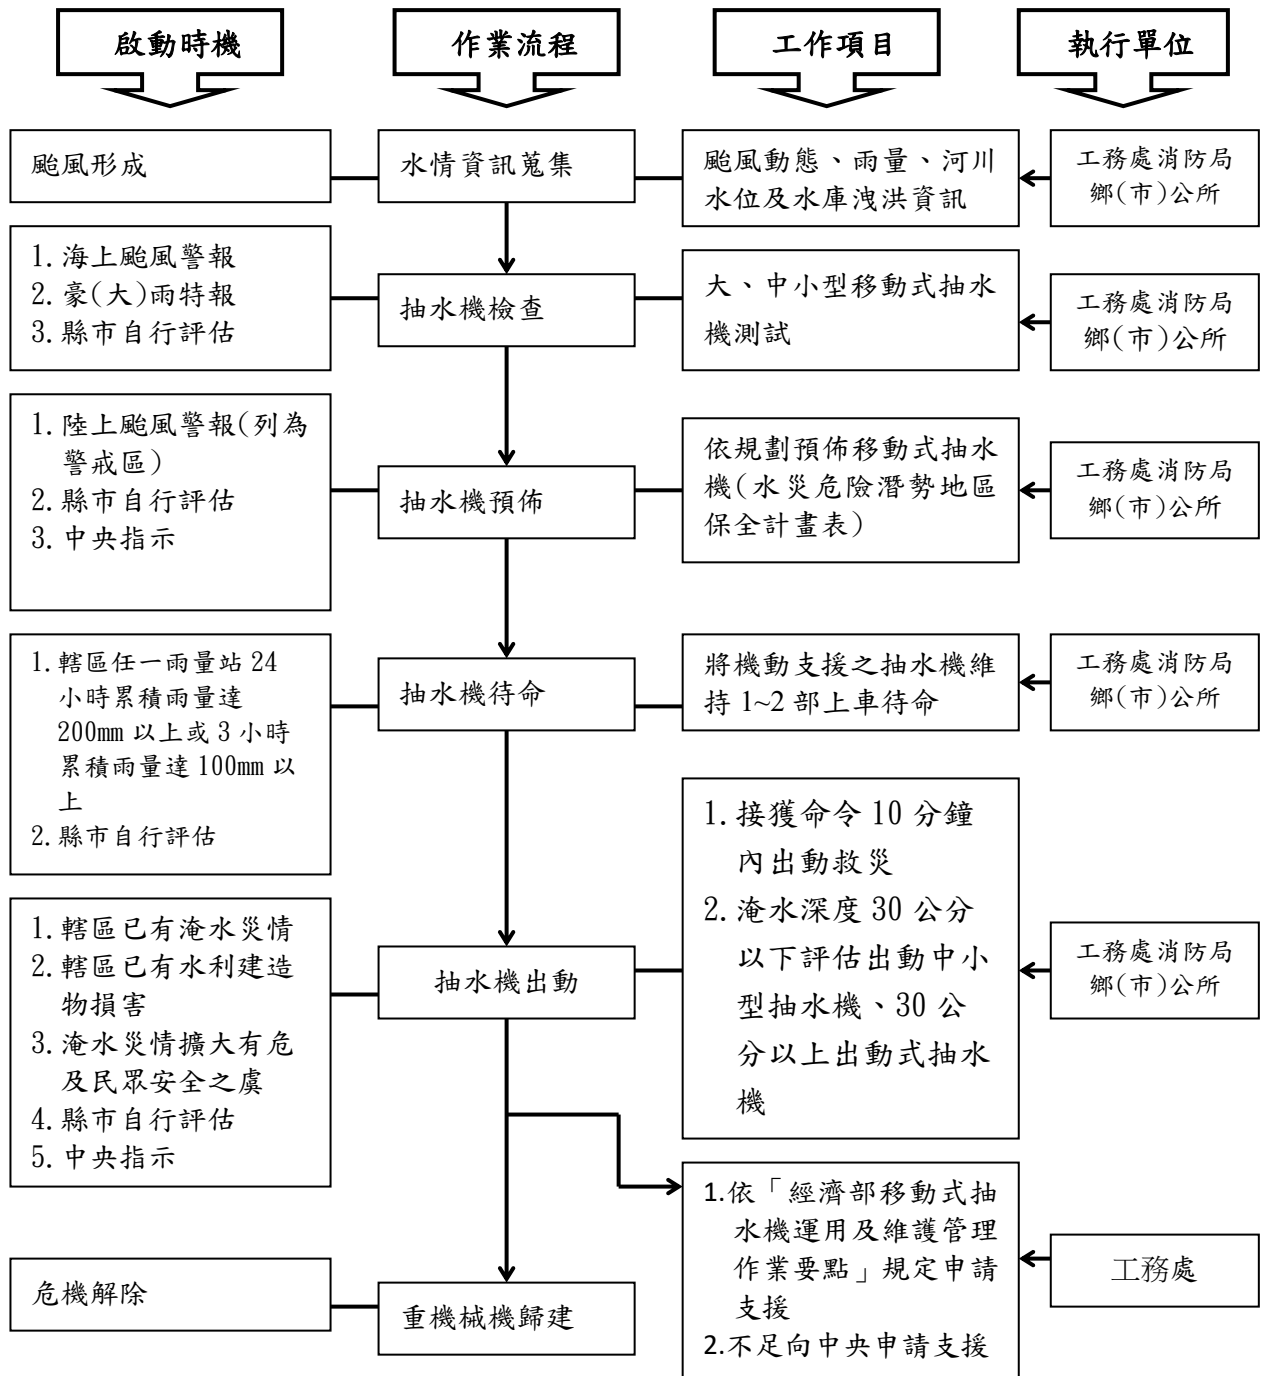 啟動時機
作業流程
工作項目
執行單位
颱風形成
水情資訊蒐集
颱風動態、雨量、河川
水位及水庫洩洪資訊
工務處消防局
鄉(市)公所
1.海上颱風警報
2.豪(大)雨特報
3.縣市自行評估
抽水機檢查
大、中小型移動式抽水
機測試
工務處消防局
鄉(市)公所
1.陸上颱風警報(列為
警戒區)
2.縣市自行評估
3.中央指示
抽水機預佈
依規劃預佈移動式抽水
機(水災危險潛勢地區
保全計畫表)
工務處消防局
鄉(市)公所
1.轄區任一雨量站 24
小時累積雨量達
200mm 以上或 3 小時
累積雨量達 100mm 以
上
2.縣市自行評估
抽水機待命
將機動支援之抽水機維
持 1~2 部上車待命
工務處消防局
鄉(市)公所
1.轄區已有淹水災情
2.轄區已有水利建造
物損害
3.淹水災情擴大有危
及民眾安全之虞
4.縣市自行評估
5.中央指示
抽水機出動
1.接獲命令 10 分鐘
內出動救災
2.淹水深度 30 公分
以下評估出動中小
型抽水機、30 公
分以上出動式抽水
機
工務處消防局
鄉(市)公所
1.依「經濟部移動式抽
水機運用及維護管理
作業要點」規定申請
支援
2.不足向中央申請支援
工務處
危機解除
重機械機歸建